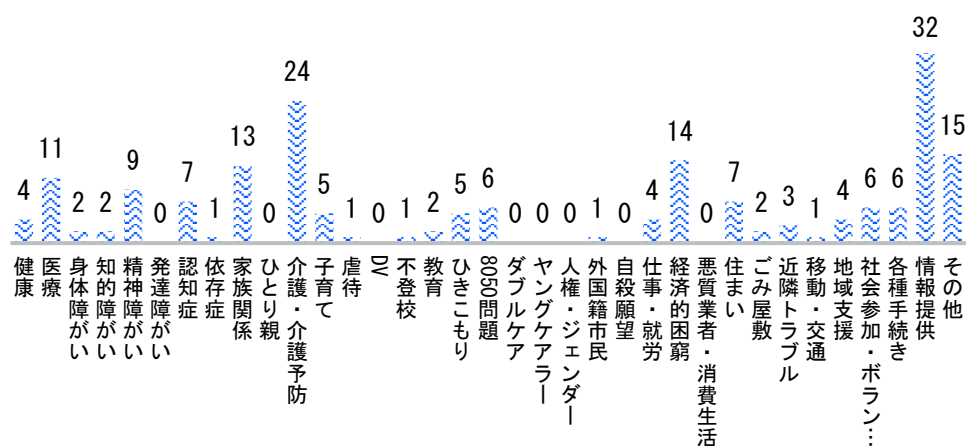 4
11
2
2
9
0
7
1
13
0
24
5
1
0
1
2
5
6
0
0
0
1
0
4
14
0
7
2
3
1
4
6
6
32
15
健康
医療
身体障がい
知的障がい
精神障がい
発達障がい
認知症
依存症
家族関係
ひとり親
介護・介護予防
子育て
虐待
DV
不登校
教育
ひきこもり
8050問題
ダブルケア
ヤングケアラー
人権・ジェンダー
外国籍市民
自殺願望
仕事・就労
経済的困窮
悪質業者・消費生活
住まい
ごみ屋敷
近隣トラブル
移動・交通
地域支援
社会参加・ボラン…
各種手続き
情報提供
その他